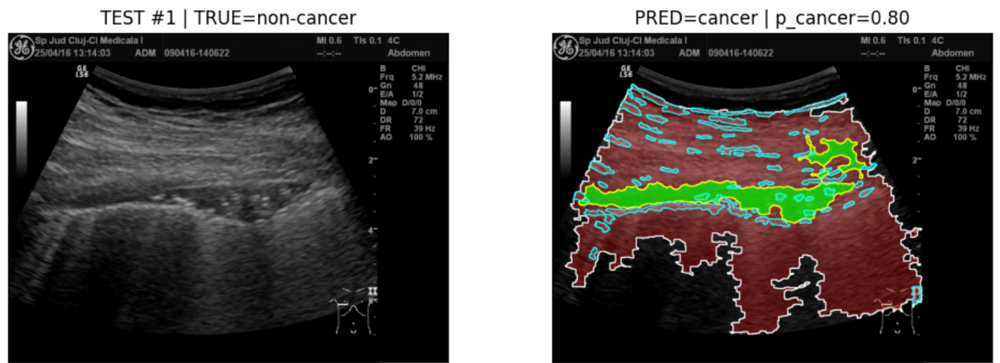 TEST #1 | TRUE=non-cancer
Sp Jud Cluj-Cl Medicala I
25/04/16 13:14:03 ADM 090416-140622
MI 0.6 TIs 0.1 4C
--:--:-- Abdomen
GE
LS6
B CHI
Frq 5.2 MHz
Gn 48
E/A 1/2
Map D/0/0
D 7.0 cm
DR 72
FR 39 Hz
AO 100 %
0-
2-
4-
PRED=cancer | p_cancer=0.80
Sp Jud Cluj-Cl Medicala I
25/04/16 13:14:03 ADM 090416-140622
MI 0.6 TIs 0.1 4C
--:--:-- Abdomen
GE
LS6
B CHI
Frq 5.2 MHz
Gn 48
E/A 1/2
Map D/0/0
D 7.0 cm
DR 72
FR 39 Hz
AO 100 %
0-
2-
4-